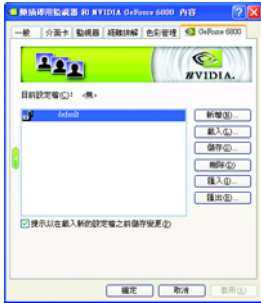 隨插即用監視器 和 NVIDIA GeForce 6800 內容
一般 介面卡 監視器 疑難排解 色彩管理 GeForce 6800
NVIDIA.
目前設定檔(C): <無>
default
新增(N)...
載入(L)...
儲存(S)...
刪除(D)
匯入(I)...
匯出(E)...
提示以在載入新的設定檔之前儲存變更(P)
確定 取消 套用(A)